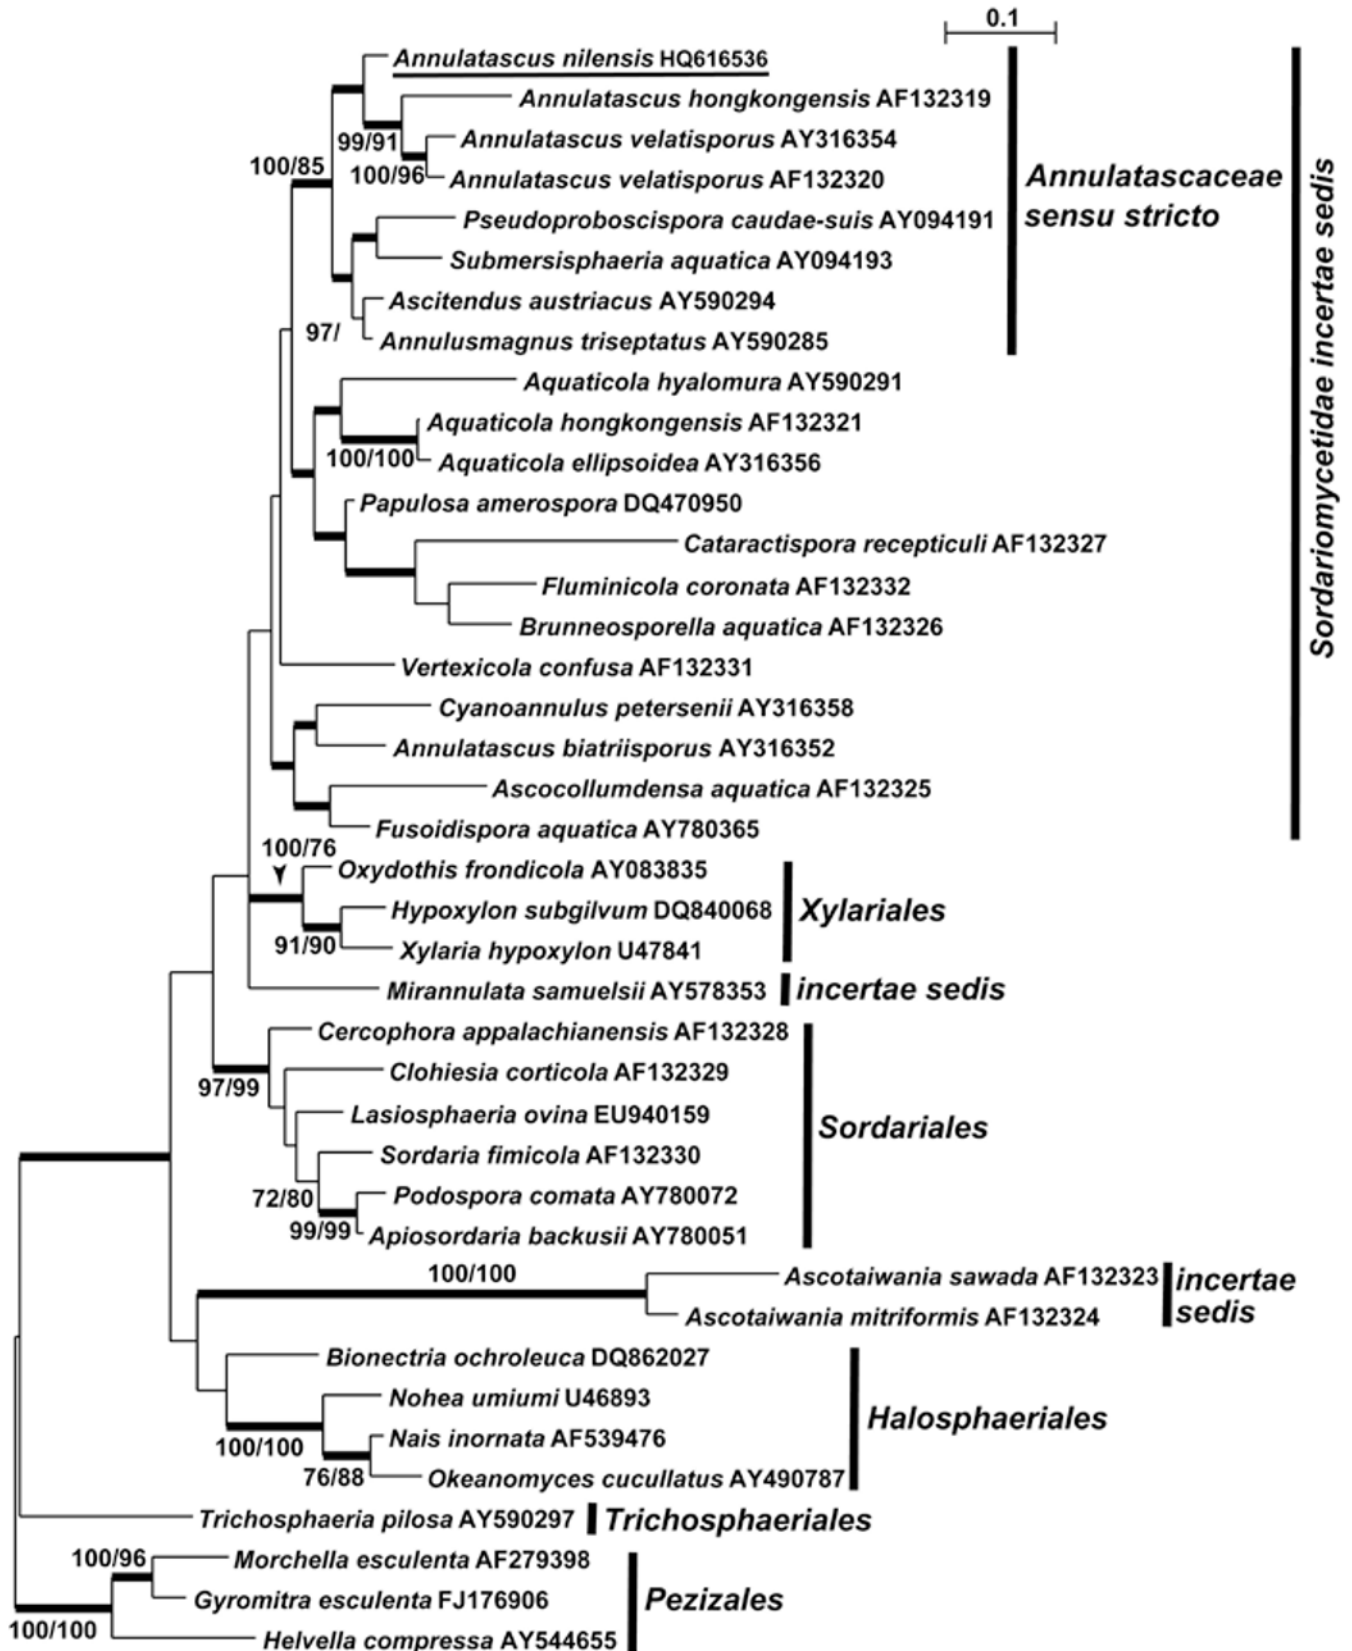 0.1
Annulatascus nilensis HQ616536
Annulatascus hongkongensis AF132319
99/91
Annulatascus velatisporus AY316354
100/85
100/96
Annulatascus velatisporus AF132320
Annulatascaceae
sensu stricto
Pseudoproboscispora caudae-suis AY094191
Submersisphaeria aquatica AY094193
Ascitendus austriacus AY590294
97/
Annulusmagnus triseptatus AY590285
Sordariomycetidae incertae sedis
Aquaticola hyalomura AY590291
Aquaticola hongkongensis AF132321
100/100
Aquaticola ellipsoidea AY316356
Papulosa amerospora DQ470950
Cataractispora recepticuli AF132327
Fluminicola coronata AF132332
Brunneosporella aquatica AF132326
Vertexicola confusa AF132331
Cyanoannulus petersenii AY316358
Annulatascus biatriisporus AY316352
Ascocollumdensa aquatica AF132325
Fusoidispora aquatica AY780365
100/76
Oxydothis frondicola AY083835
Hypoxylon subgilvum DQ840068
Xylariales
91/90
Xylaria hypoxylon U47841
Mirannulata samuelsii AY578353
incertae sedis
Cercophora appalachianensis AF132328
97/99
Clohiesia corticola AF132329
Lasiosphaeria ovina EU940159
Sordariales
Sordaria fimicola AF132330
72/80
Podospora comata AY780072
99/99
Apiosordaria backusii AY780051
100/100
Ascotaiwania sawada AF132323
incertae
sedis
Ascotaiwania mitriformis AF132324
Bionectria ochroleuca DQ862027
Nohea umiumi U46893
Halosphaeriales
100/100
Nais inornata AF539476
76/88
Okeanomyces cucullatus AY490787
Trichosphaeria pilosa AY590297
Trichosphaeriales
100/96
Morchella esculenta AF279398
Gyromitra esculenta FJ176906
Pezizales
100/100
Helvella compressa AY544655